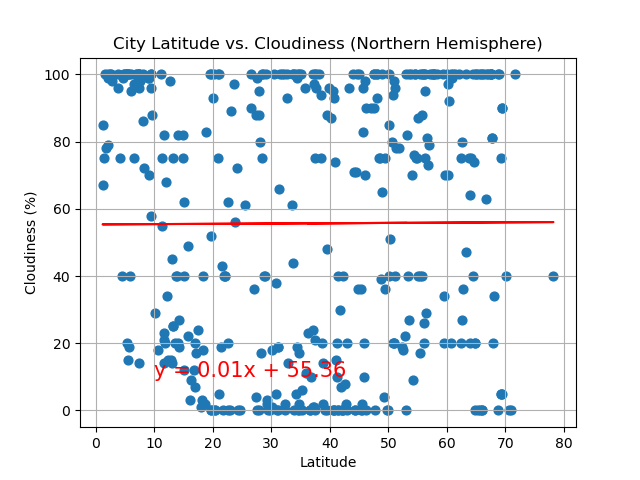 City Latitude vs. Cloudiness (Northern Hemisphere)
100
80
60
40
20
0
Cloudiness (%)
y = 0.01x + 55.36
0 10 20 30 40 50 60 70 80
Latitude